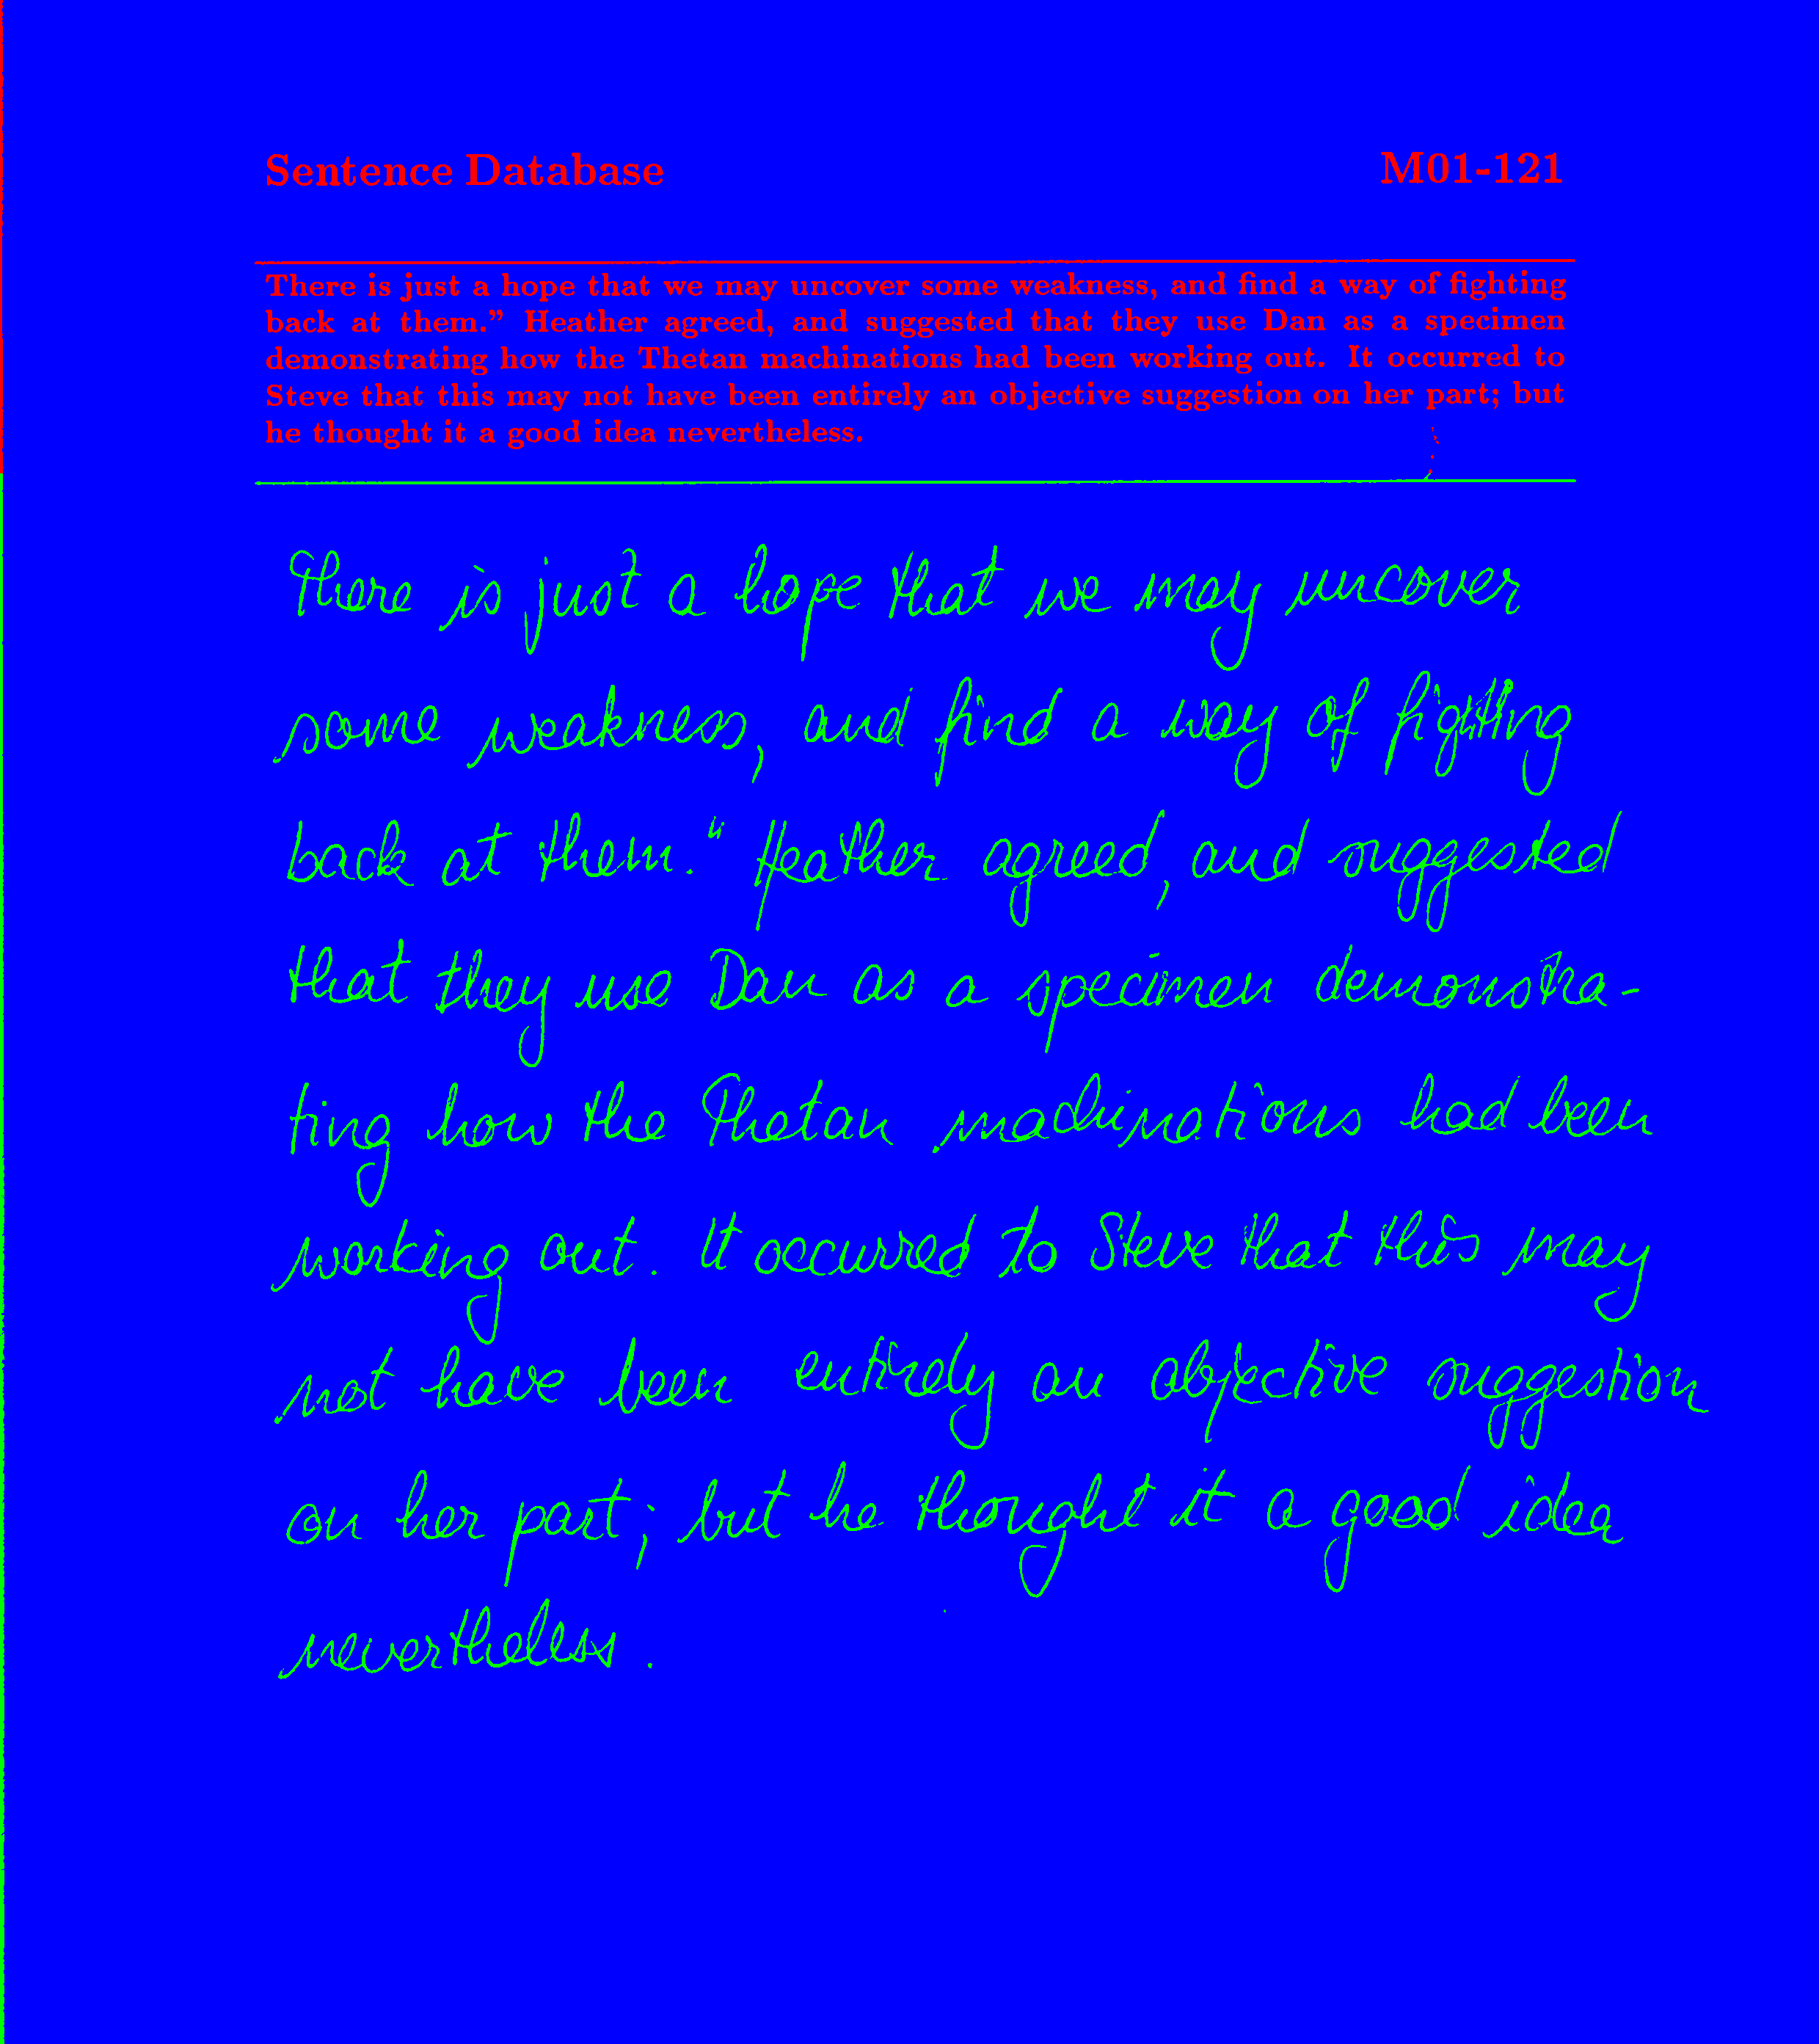 Sentence Database M01-121
There is just a hope that we may uncover some weakness, and find a way of fighting
back at them.” Heather agreed, and suggested that they use Dan as a specimen
demonstrating how the Thetan machinations had been working out. It occurred to
Steve that this may not have been entirely an objective suggestion on her part; but
he thought it a good idea nevertheless.
There is just a hope that we may uncover
some weakness, and find a way of fighting
back at them." Heather agreed, and suggested
that they use Dan as a specimen demonstra-
ting how the Thetan machinations had been
working out. It occurred to Steve that this may
not have been entirely an objective suggestion
on her part; but he thought it a good idea
nevertheless.